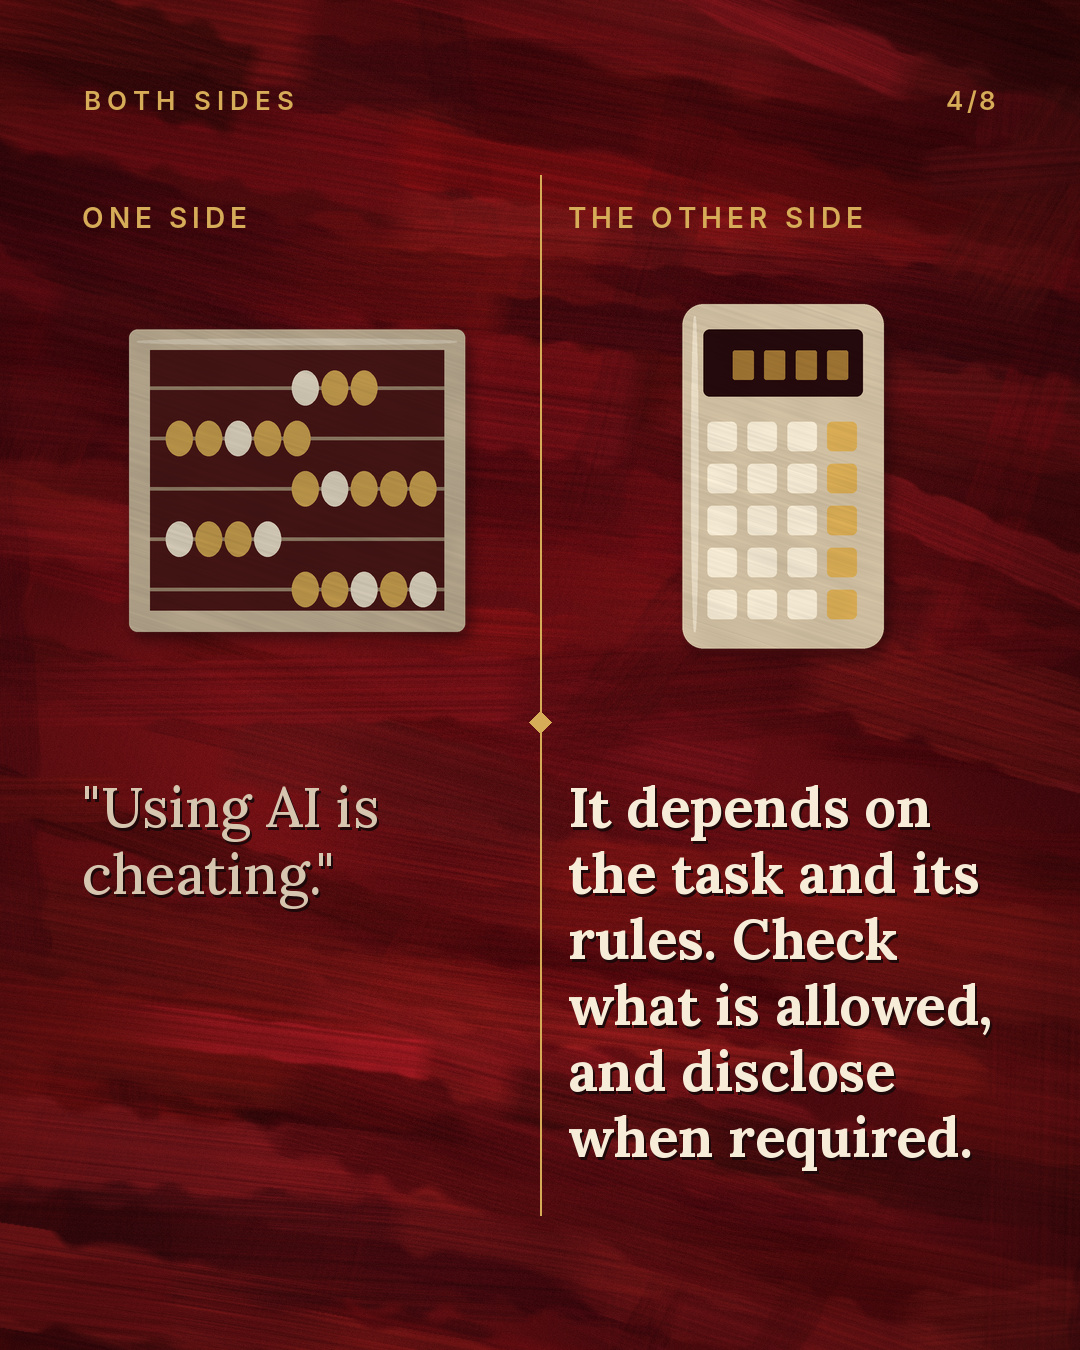 BOTH SIDES
4/8
ONE SIDE
"Using AI is
cheating."
THE OTHER SIDE
It depends on
the task and its
rules. Check
what is allowed,
and disclose
when required.